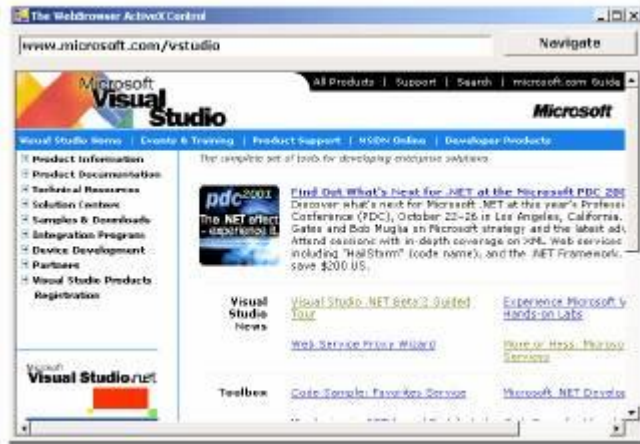 The WebBrowser ActiveX Control
www.microsoft.com/vstudio
Navigate
All Products | Support | Search | microsoft.com Guide
Microsoft
Visual
Studio
Microsoft
Visual Studio Home | Events & Training | Product Support | MSDN Online | Developer Products
Product Information
Product Documentation
Technical Resources
Solution Centers
Samples & Downloads
Integration Program
Device Development
Partners
Visual Studio Products
Registration
The complete set of tools for developing enterprise solutions
pdc 2001
The .NET effect
- experience it.
Find Out What's Next for .NET at the Microsoft PDC 200
Discover what's next for Microsoft .NET at this year's Professi
Conference (PDC), October 22-26 in Los Angeles, California.
Gates and Bob Muglia on Microsoft strategy and the latest adv
Attend sessions with in-depth coverage on XML Web services
including "HailStorm" (code name), and the .NET Framework.
save $200 US.
Visual
Studio
News
Visual Studio .NET Beta 2 Guided
Tour
Experience Microsoft V
Hands-on Labs
Web Service Proxy Wizard
More or Hess: Microso
Services
Toolbox
Code Sample: Favorites Service
Microsoft .NET Develop
Microsoft
Visual Studio.net